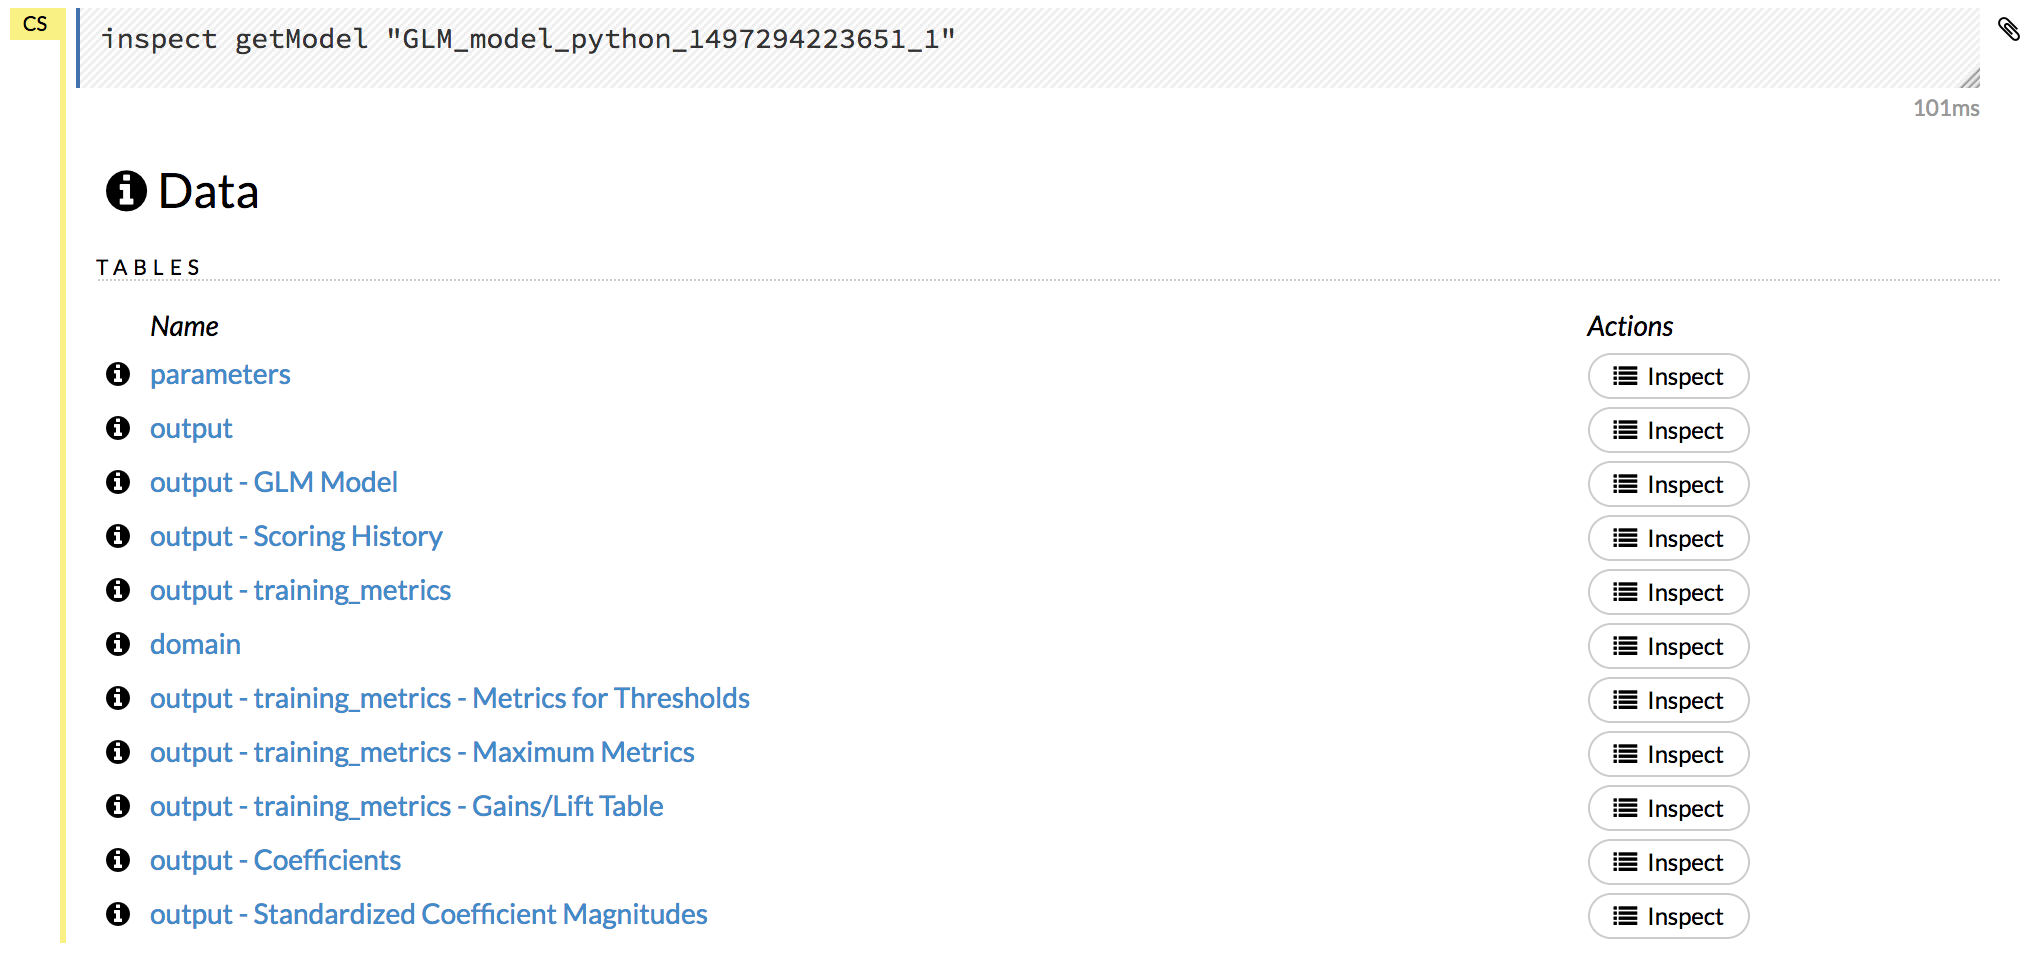 CS
inspect getModel "GLM_model_python_1497294223651_1"
101ms
Data
TABLES
Name Actions
parameters Inspect
output Inspect
output - GLM Model Inspect
output - Scoring History Inspect
output - training_metrics Inspect
domain Inspect
output - training_metrics - Metrics for Thresholds Inspect
output - training_metrics - Maximum Metrics Inspect
output - training_metrics - Gains/Lift Table Inspect
output - Coefficients Inspect
output - Standardized Coefficient Magnitudes Inspect